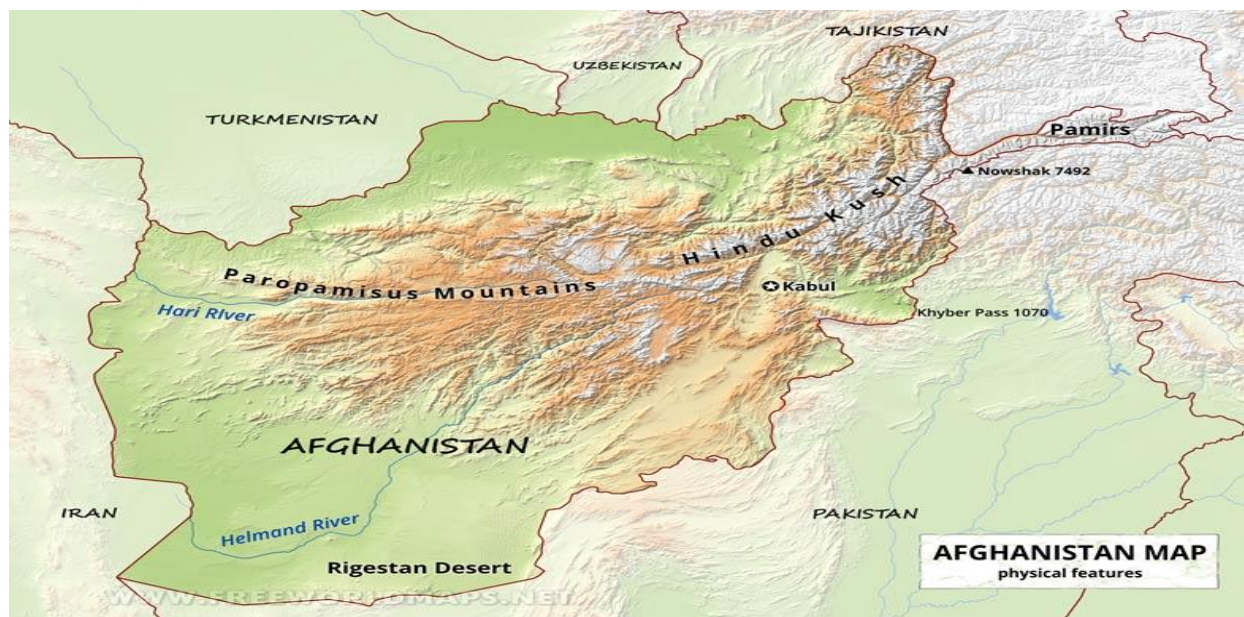 TAJIKISTAN
UZBEKISTAN
TURKMENISTAN
Pamirs
Nowshak 7492
Hindu Kush
Paropamisus Mountains
Kabul
Hari River
Khyber Pass 1070
AFGHANISTAN
IRAN
PAKISTAN
Helmand River
Rigestan Desert
AFGHANISTAN MAP
physical features
WWW.FREEWORLDMAPS.NET